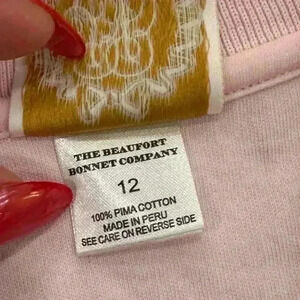 THE BEAUFORT
BONNET COMPANY
12
100% PIMA COTTON
MADE IN PERU
SEE CARE ON REVERSE SIDE